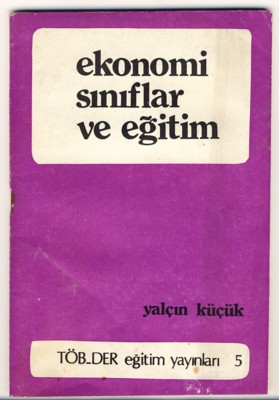 ekonomi
sınıflar
ve eğitim
yalçın küçük
TÖB-DER eğitim yayınları 5